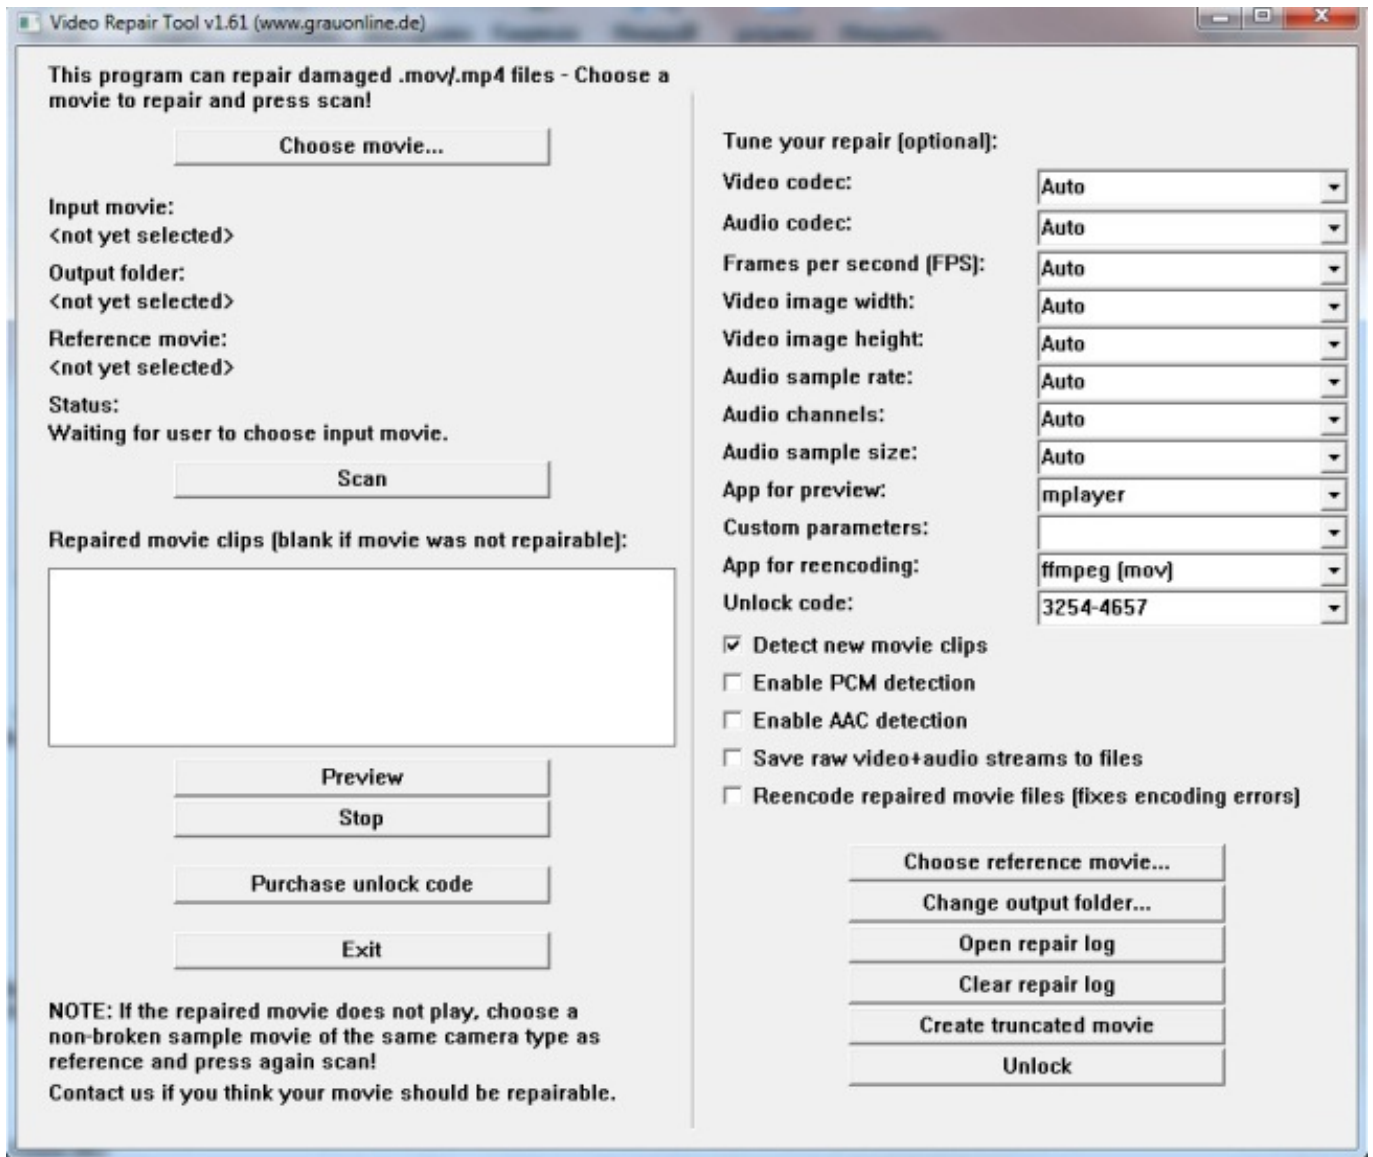 Video Repair Tool v1.61 (www.grauonline.de)
This program can repair damaged .mov/.mp4 files - Choose a
movie to repair and press scan!
Choose movie...
Input movie:
<not yet selected>
Output folder:
<not yet selected>
Reference movie:
<not yet selected>
Status:
Waiting for user to choose input movie.
Scan
Repaired movie clips (blank if movie was not repairable):
Preview
Stop
Purchase unlock code
Exit
NOTE: If the repaired movie does not play, choose a
non-broken sample movie of the same camera type as
reference and press again scan!
Contact us if you think your movie should be repairable.
Tune your repair (optional):
Video codec: Auto
Audio codec: Auto
Frames per second (FPS): Auto
Video image width: Auto
Video image height: Auto
Audio sample rate: Auto
Audio channels: Auto
Audio sample size: Auto
App for preview: mplayer
Custom parameters:
App for reencoding: ffmpeg (mov)
Unlock code: 3254-4657
Detect new movie clips
Enable PCM detection
Enable AAC detection
Save raw video+audio streams to files
Reencode repaired movie files (fixes encoding errors)
Choose reference movie...
Change output folder...
Open repair log
Clear repair log
Create truncated movie
Unlock